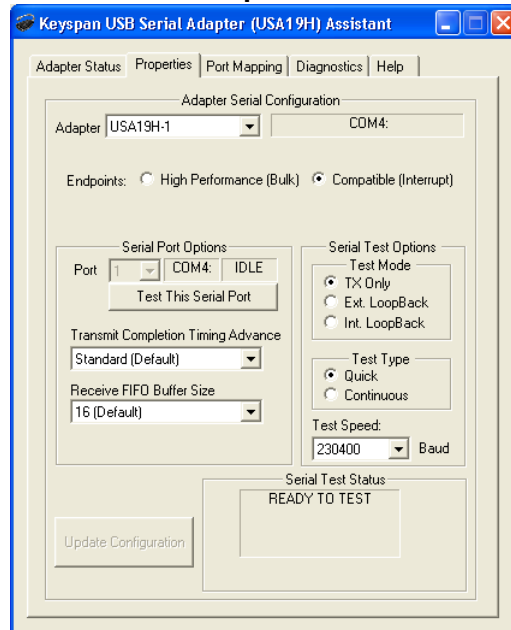 Keyspan USB Serial Adapter (USA19H) Assistant
Adapter Status Properties Port Mapping Diagnostics Help
Adapter Serial Configuration
Adapter USA19H-1 COM4:
Endpoints: High Performance (Bulk) Compatible (Interrupt)
Serial Port Options
Port 1 COM4: IDLE
Test This Serial Port
Transmit Completion Timing Advance
Standard (Default)
Receive FIFO Buffer Size
16 (Default)
Serial Test Options
Test Mode
TX Only
Ext. LoopBack
Int. LoopBack
Test Type
Quick
Continuous
Test Speed:
230400 Baud
Serial Test Status
READY TO TEST
Update Configuration